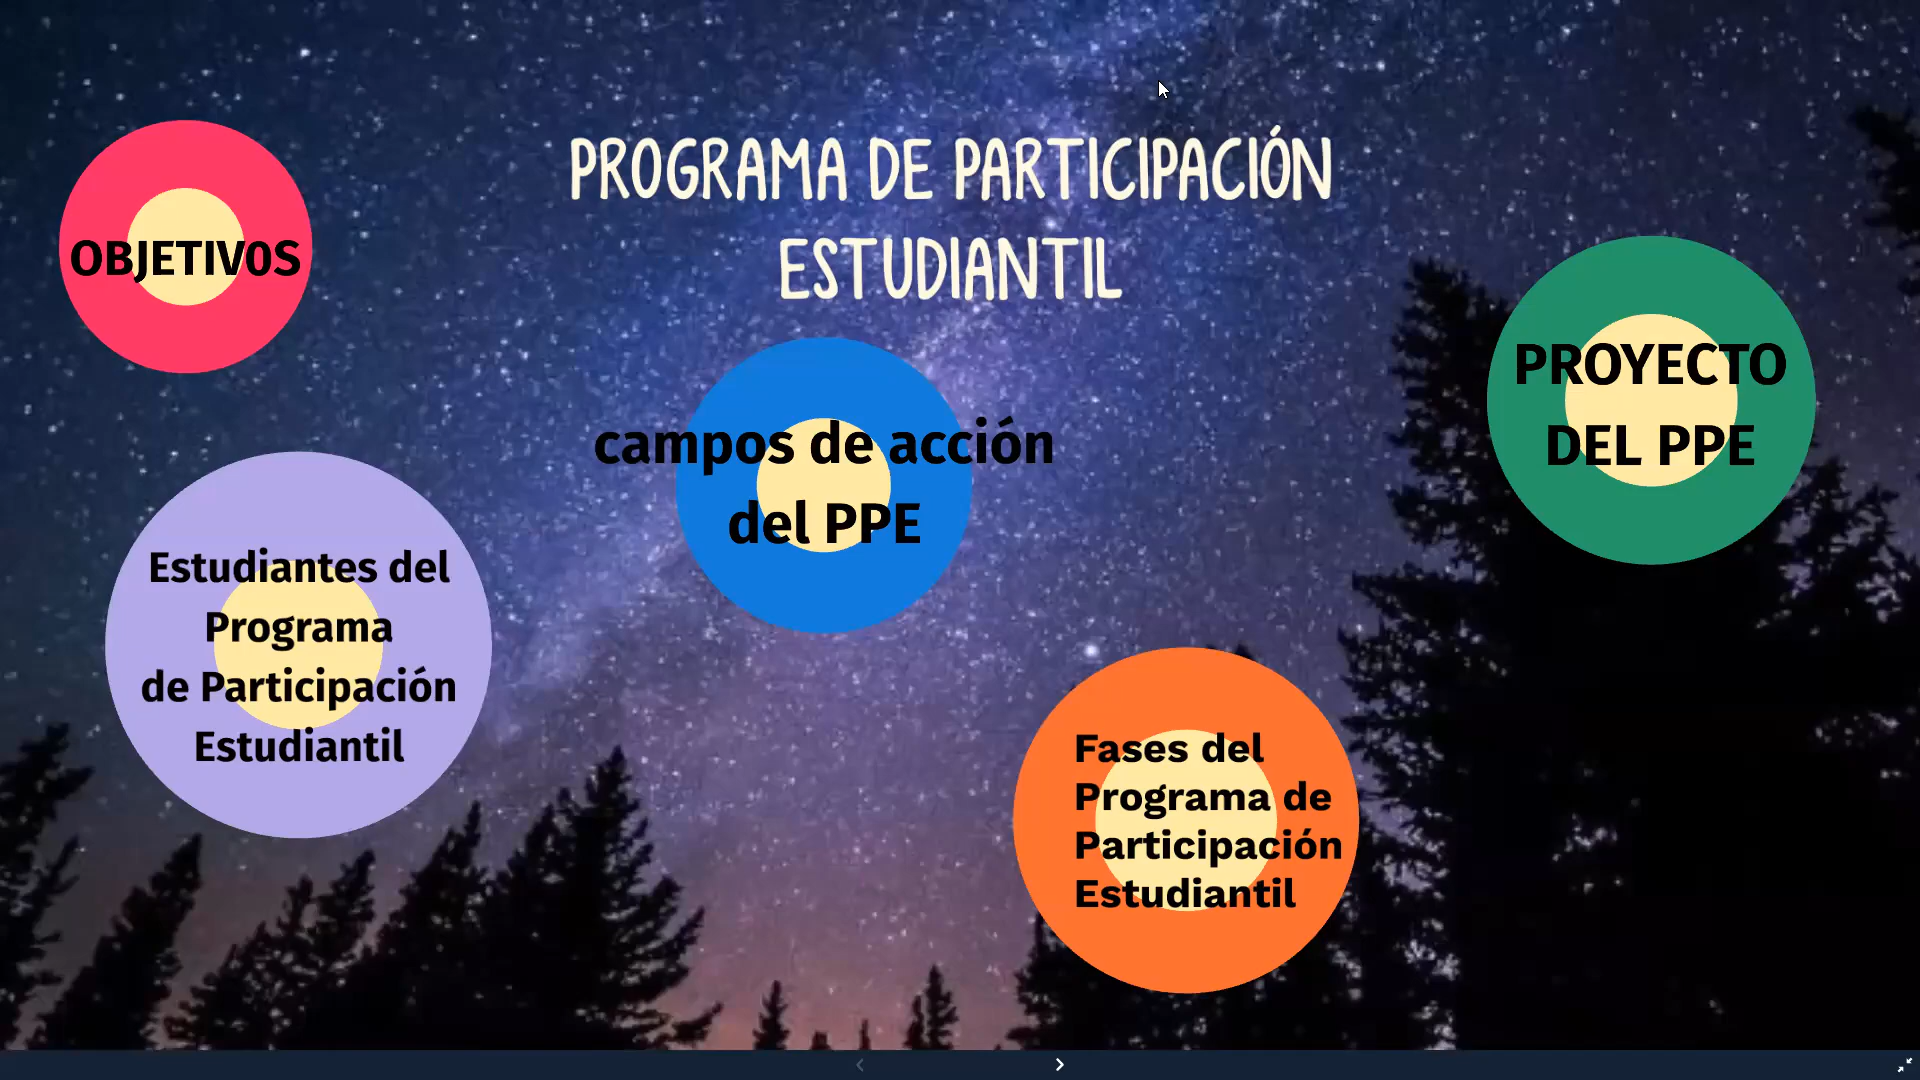 PROGRAMA DE PARTICIPACIÓN
ESTUDIANTIL
OBJETIV0S
Estudiantes del
Programa
de Participación
Estudiantil
campos de acción
del PPE
Fases del
Programa de
Participación
Estudiantil
PROYECTO
DEL PPE